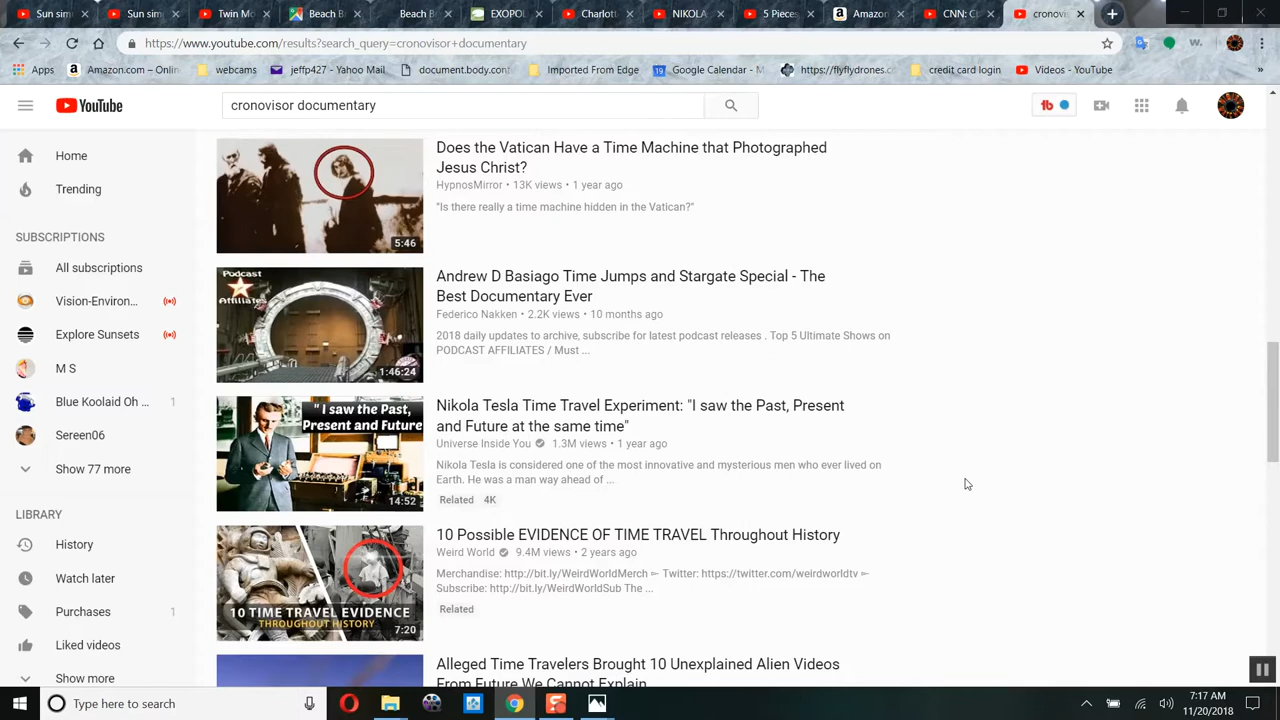 Sun sim
Sun sim
Twin Mo
Beach B
Beach B
EXOPOL
Charlott
NIKOLA
5 Pieces
Amazon
CNN: C
cronovis
https://www.youtube.com/results?search_query=cronovisor+documentary
Apps
amazon.com – Onlin
webcams
jeffp427 - Yahoo Mail
document.body.cont
Imported From Edge
Google Calendar - M
https://flyflydrones.c
credit card login
Videos - YouTube
YouTube
cronovisor documentary
Home
Trending
SUBSCRIPTIONS
All subscriptions
Vision-Environ...
Explore Sunsets
M S
Blue Koolaid Oh ... 1
Sereen06
Show 77 more
LIBRARY
History
Watch later
Purchases 1
Liked videos
Show more
5:46
Does the Vatican Have a Time Machine that Photographed
Jesus Christ?
HypnosMirror • 13K views • 1 year ago
"Is there really a time machine hidden in the Vatican?"
Podcast
Affiliates
1:46:24
Andrew D Basiago Time Jumps and Stargate Special - The
Best Documentary Ever
Federico Nakken • 2.2K views • 10 months ago
2018 daily updates to archive, subscribe for latest podcast releases . Top 5 Ultimate Shows on
PODCAST AFFILIATES / Must ...
"I saw the Past,
Present and Future
14:52
Nikola Tesla Time Travel Experiment: "I saw the Past, Present
and Future at the same time"
Universe Inside You 1.3M views • 1 year ago
Nikola Tesla is considered one of the most innovative and mysterious men who ever lived on
Earth. He was a man way ahead of ...
Related 4K
10 TIME TRAVEL EVIDENCE
THROUGHOUT HISTORY
7:20
10 Possible EVIDENCE OF TIME TRAVEL Throughout History
Weird World 9.4M views • 2 years ago
Merchandise: http://bit.ly/WeirdWorldMerch ► Twitter: https://twitter.com/weirdworldtv ►
Subscribe: http://bit.ly/WeirdWorldSub The ...
Related
Alleged Time Travelers Brought 10 Unexplained Alien Videos
From Future We Cannot Explain
Type here to search
7:17 AM
11/20/2018